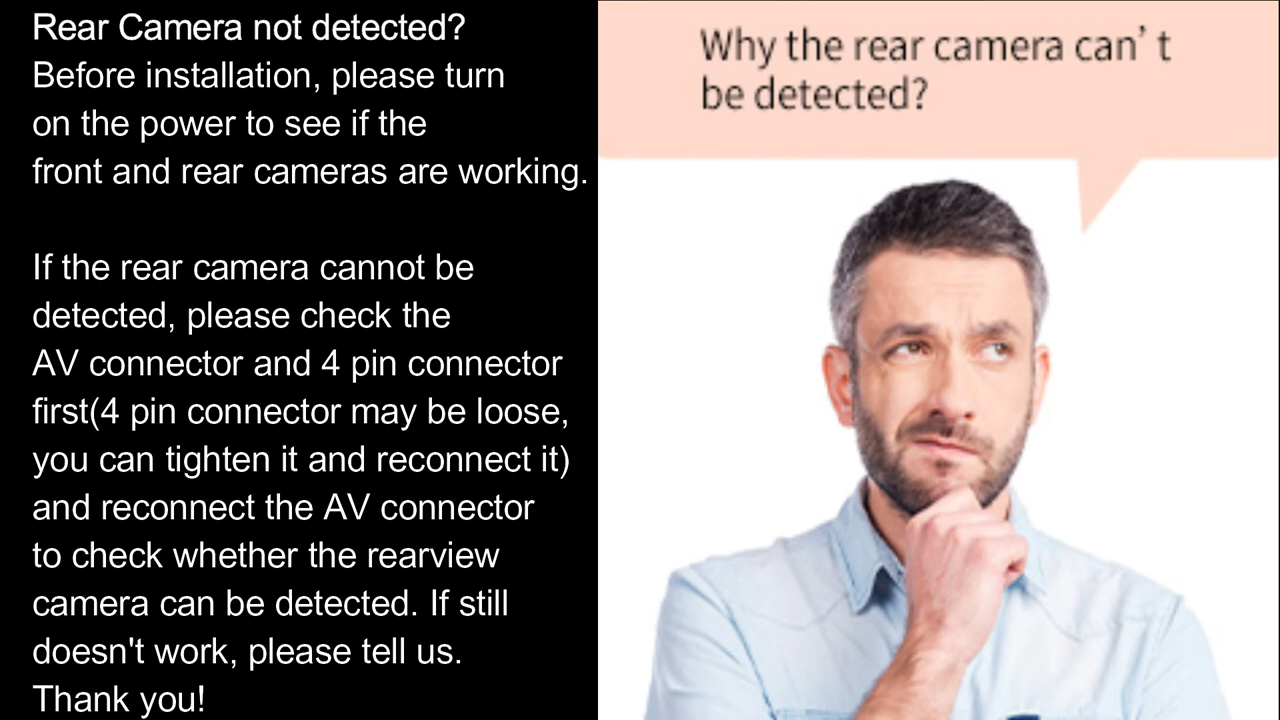 Rear Camera not detected?
Before installation, please turn
on the power to see if the
front and rear cameras are working.
If the rear camera cannot be
detected, please check the
AV connector and 4 pin connector
first(4 pin connector may be loose,
you can tighten it and reconnect it)
and reconnect the AV connector
to check whether the rearview
camera can be detected. If still
doesn't work, please tell us.
Thank you!
Why the rear camera can’ t
be detected?